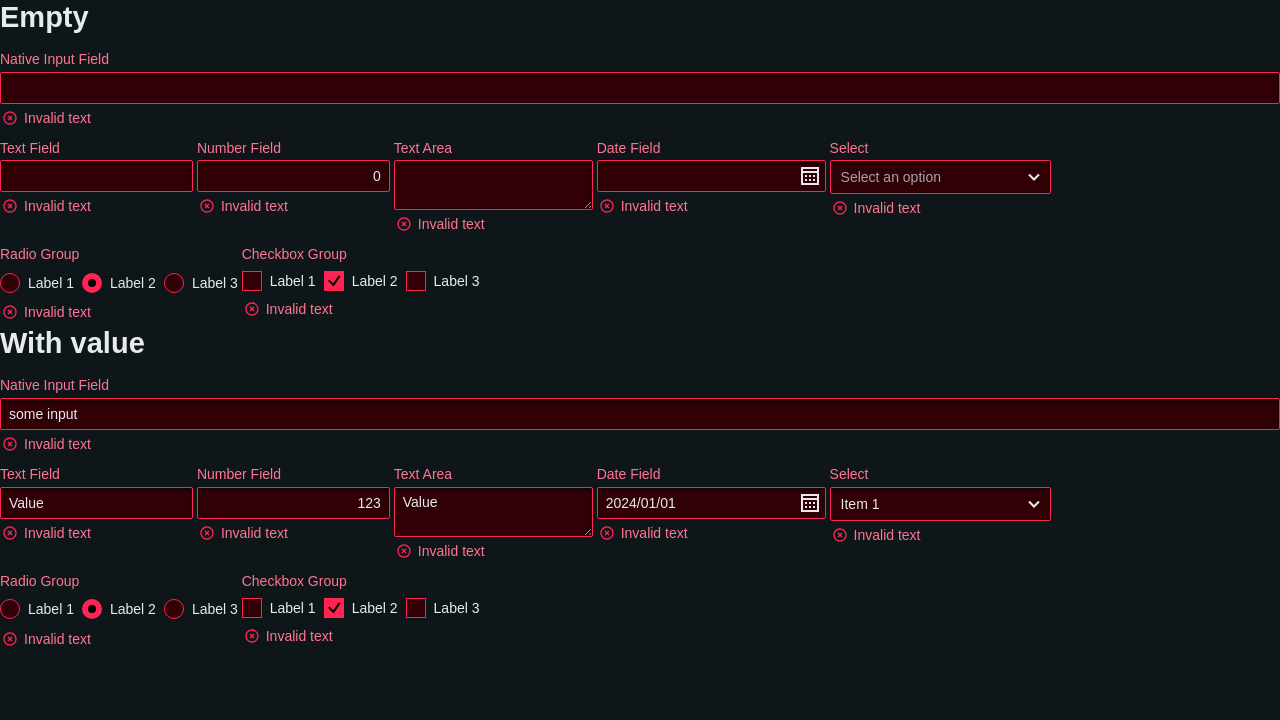 Empty
Native Input Field
Invalid text
Text Field Number Field Text Area Date Field Select
0 Select an option
Invalid text Invalid text Invalid text Invalid text Invalid text
Radio Group Checkbox Group
Label 1 Label 2 Label 3 Label 1 Label 2 Label 3
Invalid text Invalid text
With value
Native Input Field
some input
Invalid text
Text Field Number Field Text Area Date Field Select
Value 123 Value 2024/01/01 Item 1
Invalid text Invalid text Invalid text Invalid text Invalid text
Radio Group Checkbox Group
Label 1 Label 2 Label 3 Label 1 Label 2 Label 3
Invalid text Invalid text